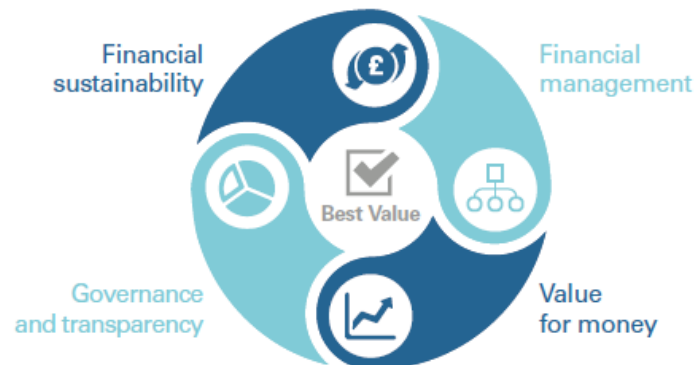 Financial
sustainability
£
Financial
management
Best Value
Governance
and transparency
Value
for money